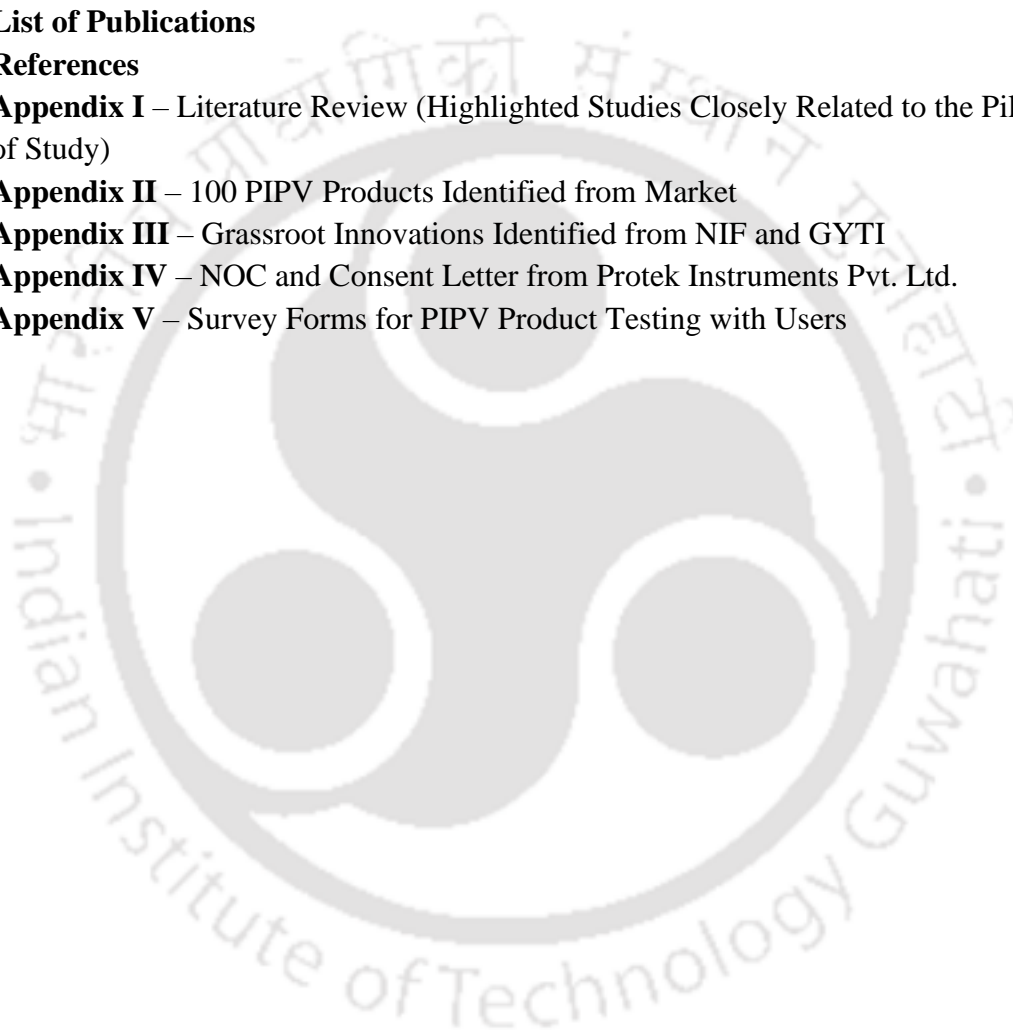 List of Publications
References
Appendix I – Literature Review (Highlighted Studies Closely Related to the Pil
of Study)
Appendix II – 100 PIPV Products Identified from Market
Appendix III – Grassroot Innovations Identified from NIF and GYTI
Appendix IV – NOC and Consent Letter from Protek Instruments Pvt. Ltd.
Appendix V – Survey Forms for PIPV Product Testing with Users
भारतीय प्रौद्योगिकी संस्थान गुवाहाटी
Indian Institute of Technology Guwahati